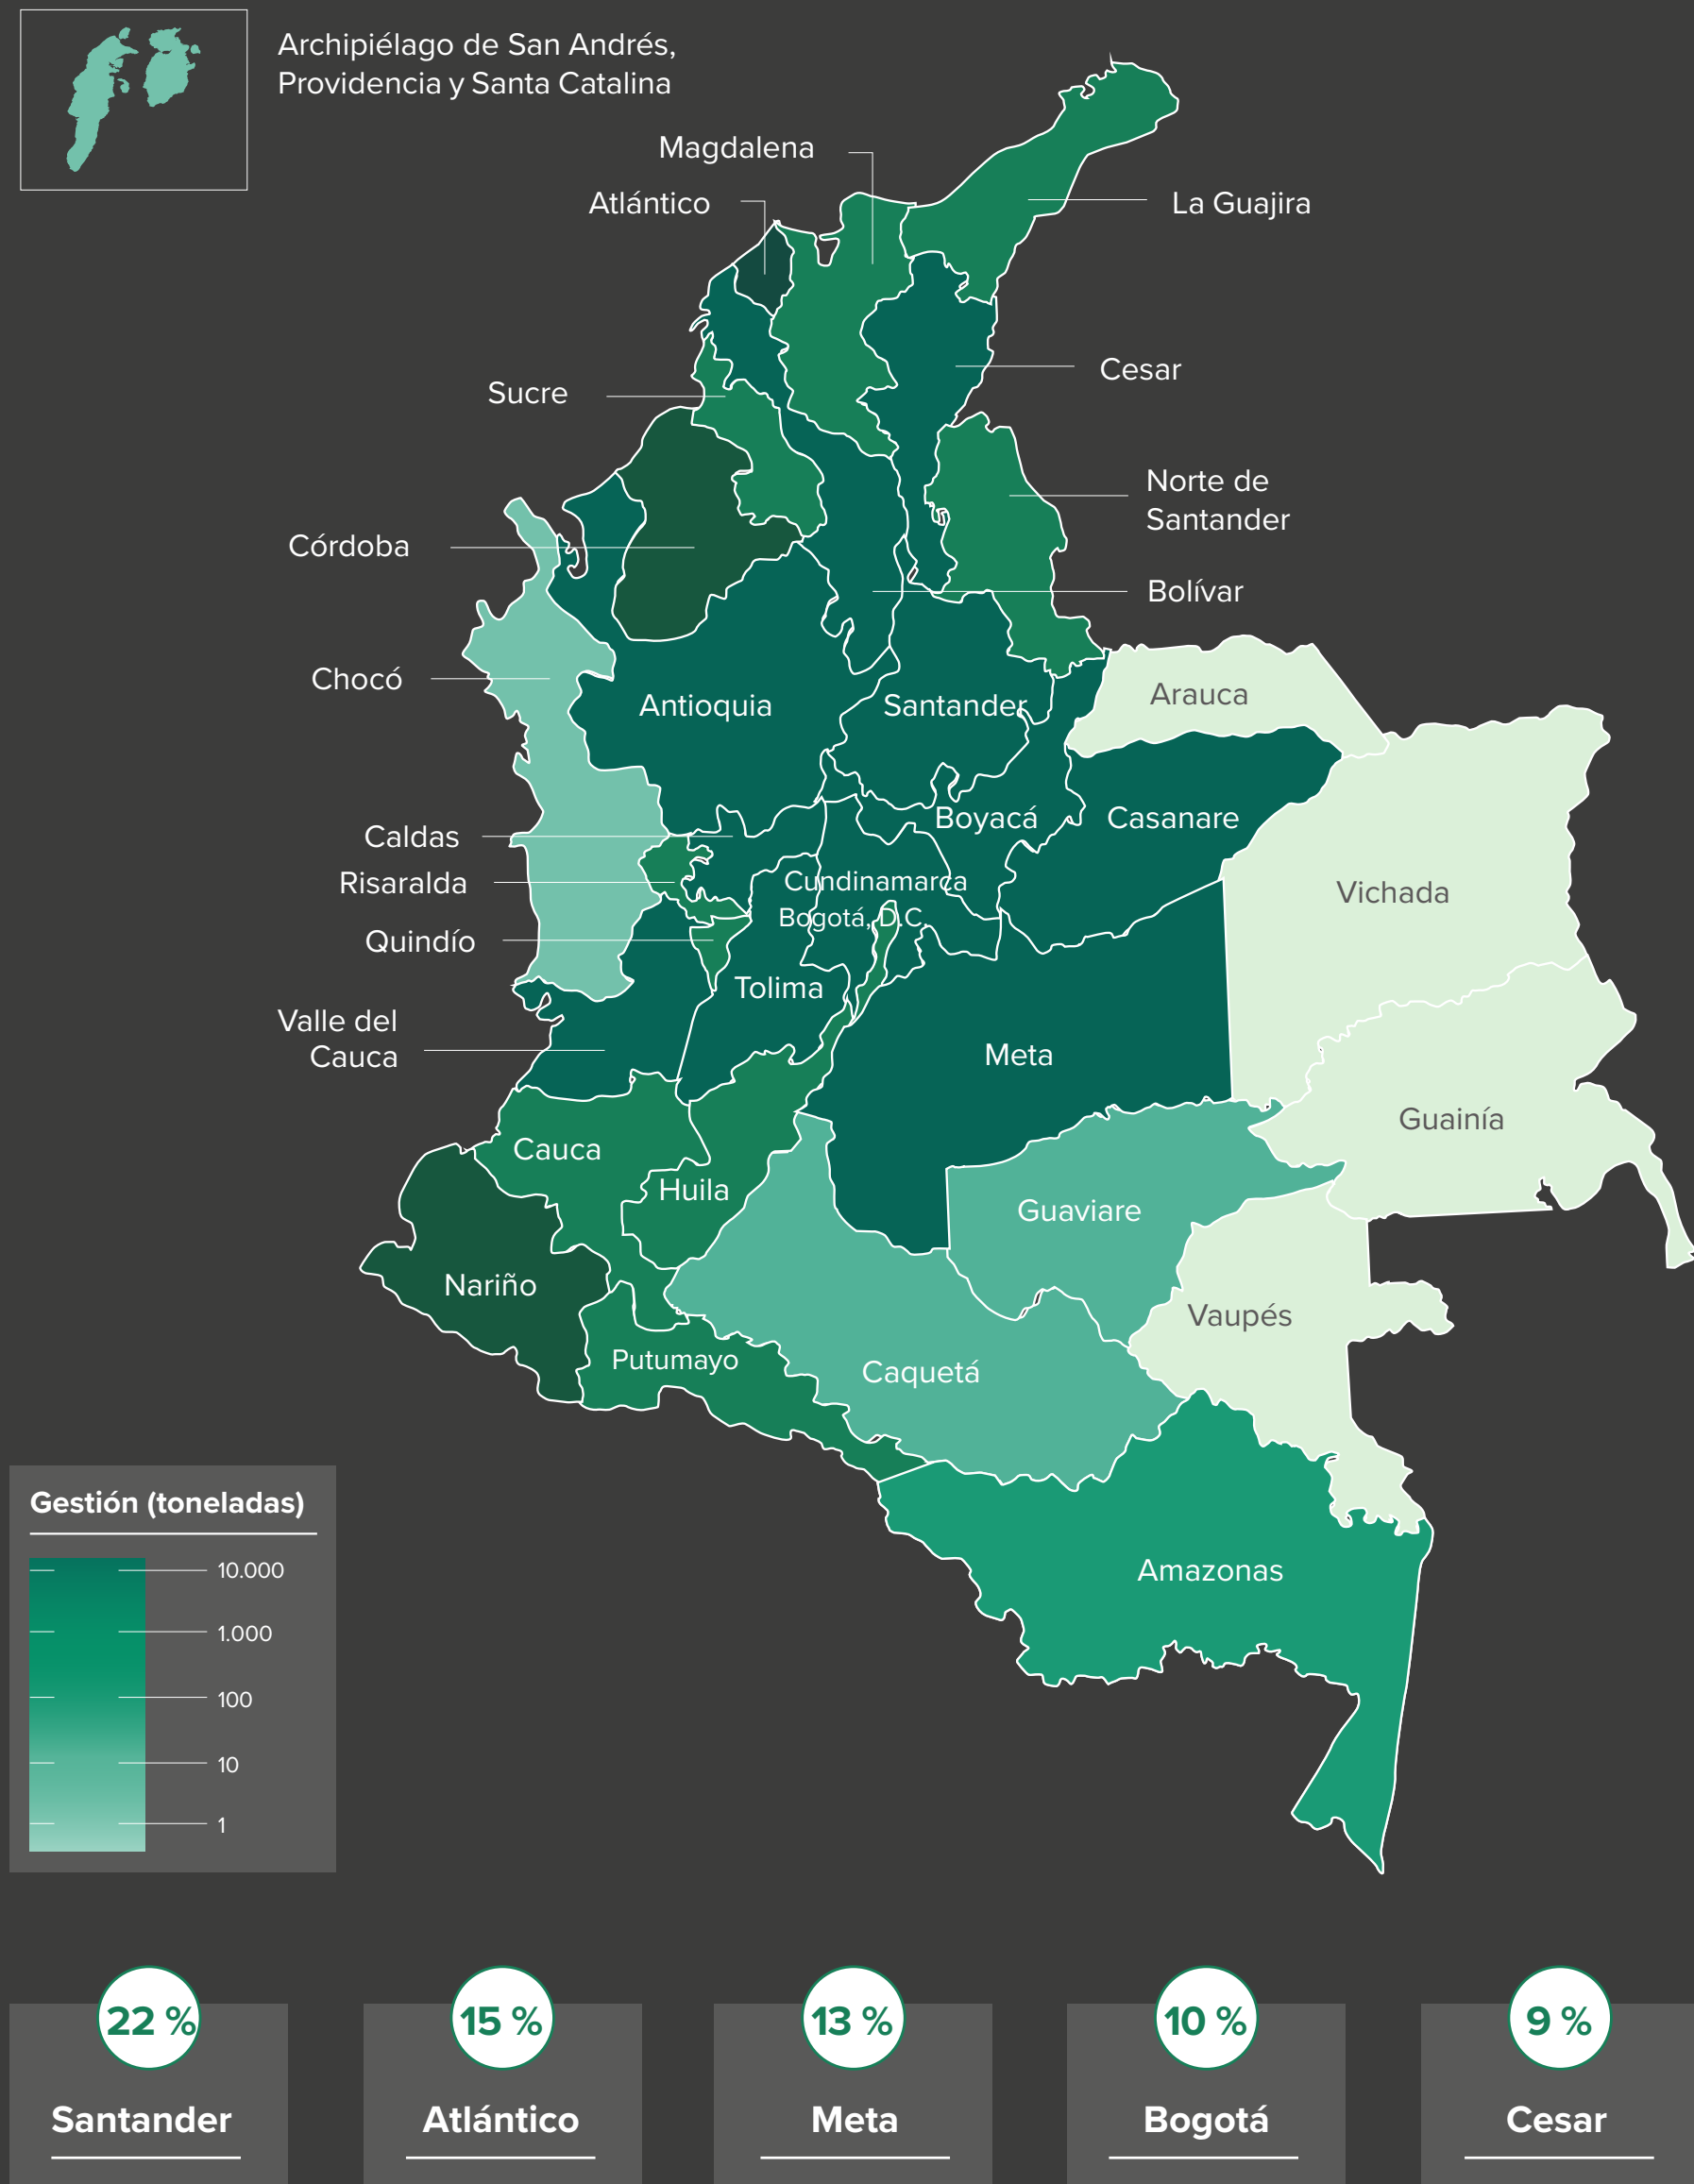 Archipiélago de San Andrés,
Providencia y Santa Catalina
Magdalena
Atlántico
La Guajira
Sucre
Cesar
Norte de
Santander
Córdoba
Bolívar
Chocó
Antioquia
Santander
Arauca
Caldas
Boyacá
Casanare
Risaralda
Cundinamarca
Vichada
Bogotá, D.C.
Quindío
Tolima
Valle del
Cauca
Meta
Guainía
Cauca
Huila
Guaviare
Nariño
Vaupés
Putumayo
Caquetá
Amazonas
Gestión (toneladas)
10.000
1.000
100
10
1
22 %
15 %
13 %
10 %
9 %
Santander
Atlántico
Meta
Bogotá
Cesar